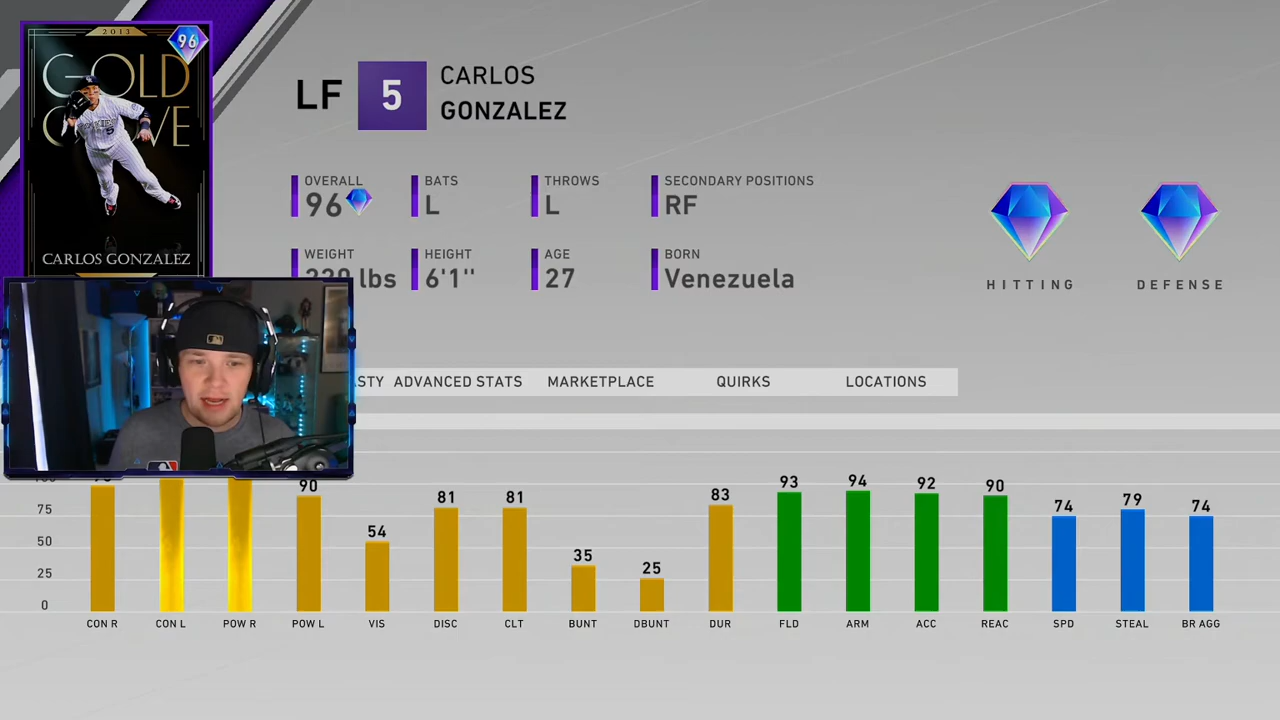 2013
96
GOLD
GLOVE
CARLOS GONZALEZ
LF 5 CARLOS
GONZALEZ
OVERALL BATS THROWS SECONDARY POSITIONS
96 L L RF
WEIGHT HEIGHT AGE BORN
lbs 6'1'' 27 Venezuela
HITTING DEFENSE
ADVANCED STATS MARKETPLACE QUIRKS LOCATIONS
90 54 81 81 35 25 83 93 94 92 90 74 79 74
75
50
25
0
CON R CON L POW R POW L VIS DISC CLT BUNT DBUNT DUR FLD ARM ACC REAC SPD STEAL BR AGG